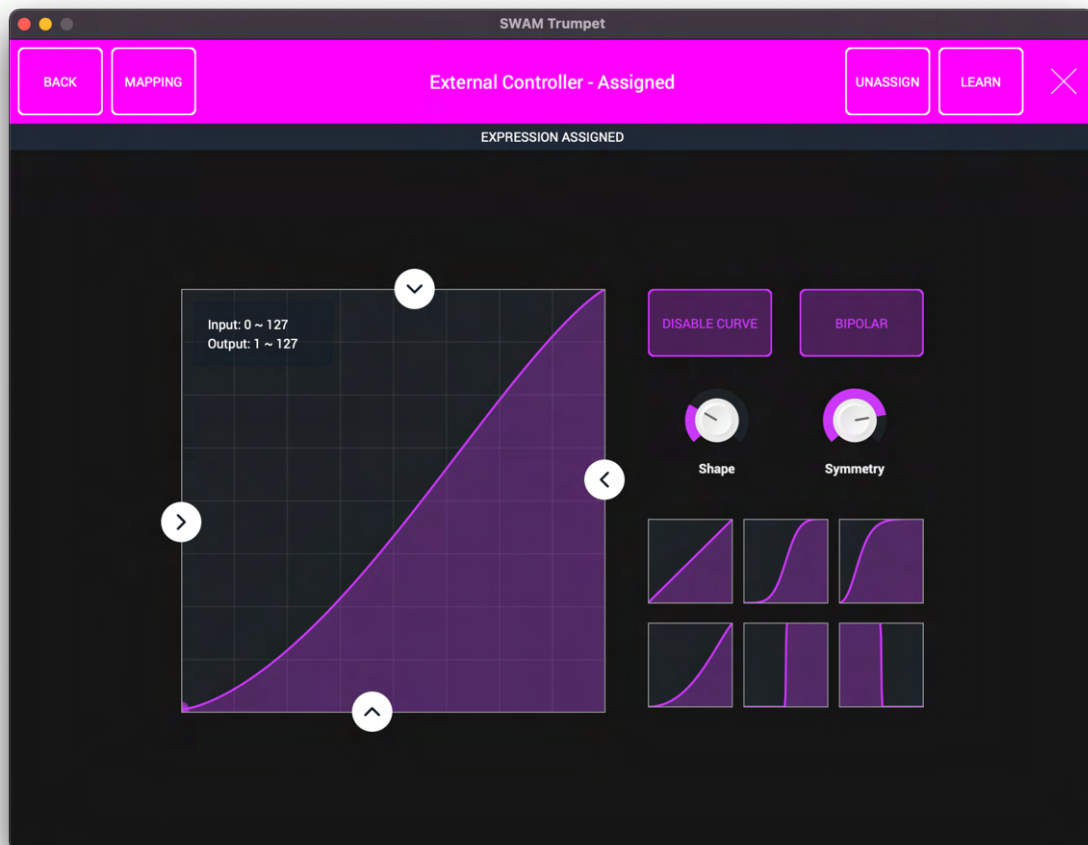 SWAM Trumpet
BACK
MAPPING
External Controller - Assigned
UNASSIGN
LEARN
EXPRESSION ASSIGNED
Input: 0 ~ 127
Output: 1 ~ 127
DISABLE CURVE
BIPOLAR
Shape
Symmetry